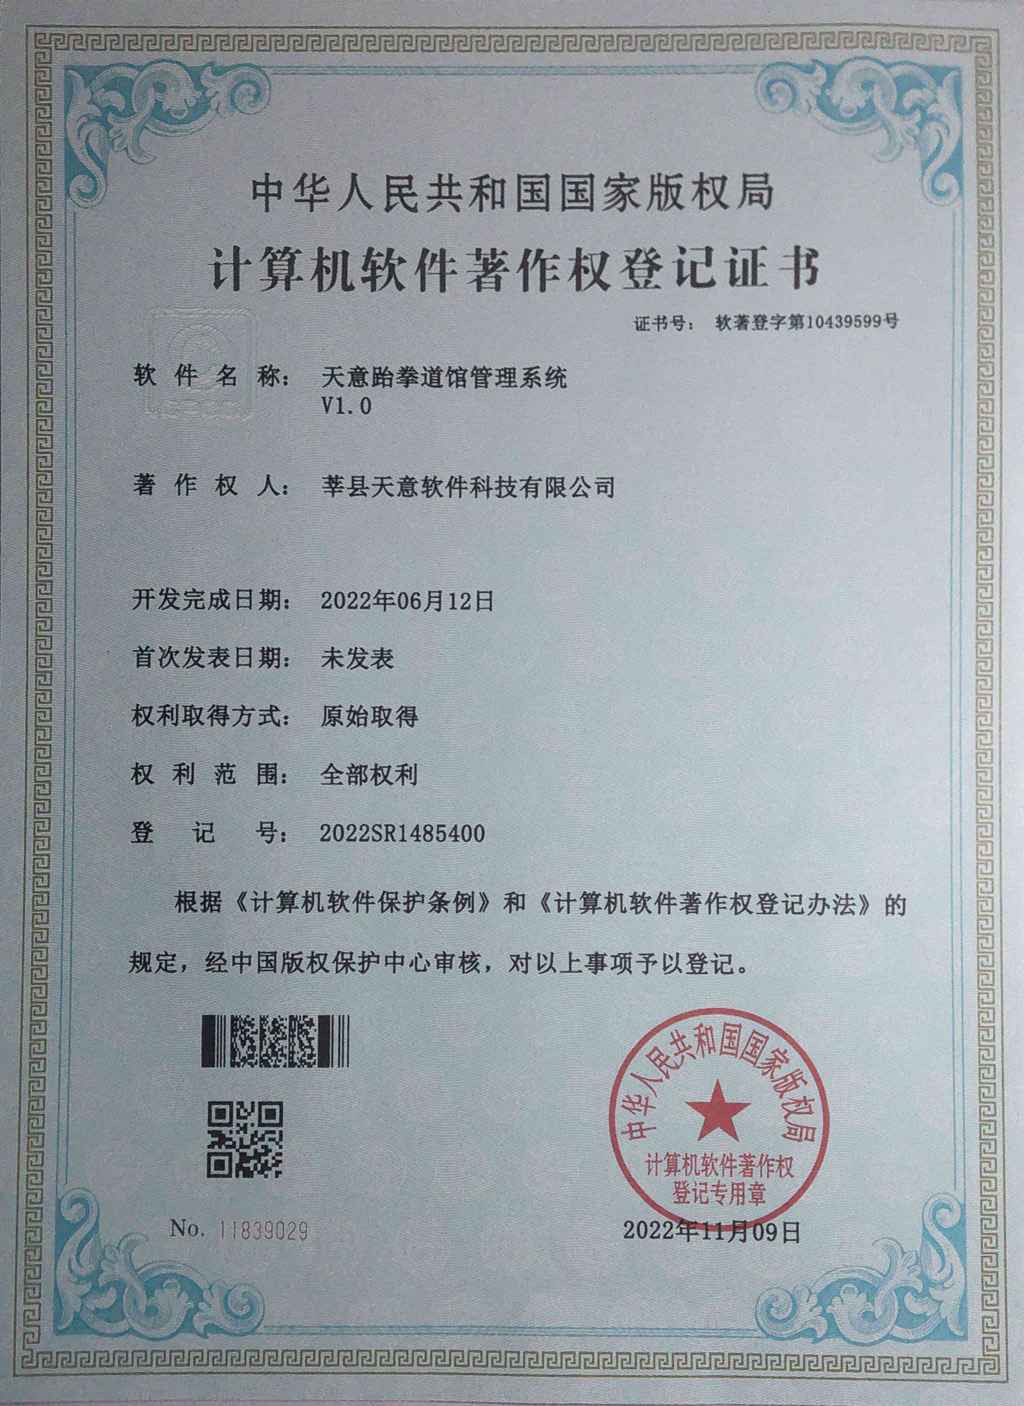 中华人民共和国国家版权局
计算机软件著作权登记证书
证书号： 软著登字第10439599号
软件名称： 天意跆拳道馆管理系统
V1.0
著作权人： 莘县天意软件科技有限公司
开发完成日期： 2022年06月12日
首次发表日期： 未发表
权利取得方式： 原始取得
权利范围： 全部权利
登记号： 2022SR1485400
根据《计算机软件保护条例》和《计算机软件著作权登记办法》的
规定，经中国版权保护中心审核，对以上事项予以登记。
中华人民共和国国家版权局
计算机软件著作权
登记专用章
No. 11839029
2022年11月09日